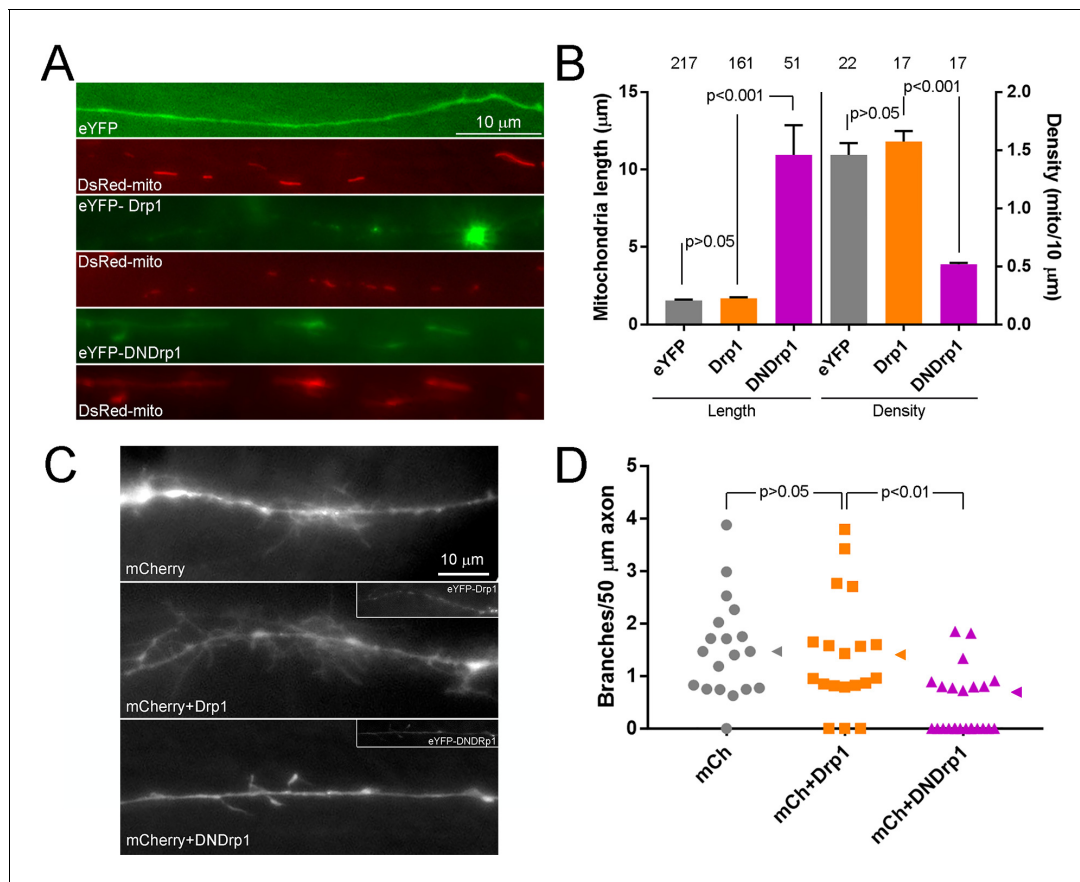 A
eYFP
10 µm
DsRed-mito
eYFP- Drp1
DsRed-mito
eYFP-DNDrp1
DsRed-mito
B
217 161 51 22 17 17
Mitochondria length (µm)
15
10
5
0
p<0.001
p>0.05
p>0.05
p<0.001
2.0
1.5
1.0
0.5
0.0
Density (mito/10 µm)
eYFP Drp1 DNDrp1 eYFP Drp1 DNDrp1
Length Density
C
10 µm
mCherry
eYFP-Drp1
mCherry+Drp1
eYFP-DNDRp1
mCherry+DNDrp1
D
Branches/50 µm axon
5
4
3
2
1
0
p>0.05 p<0.01
mCh mCh+Drp1 mCh+DNDrp1